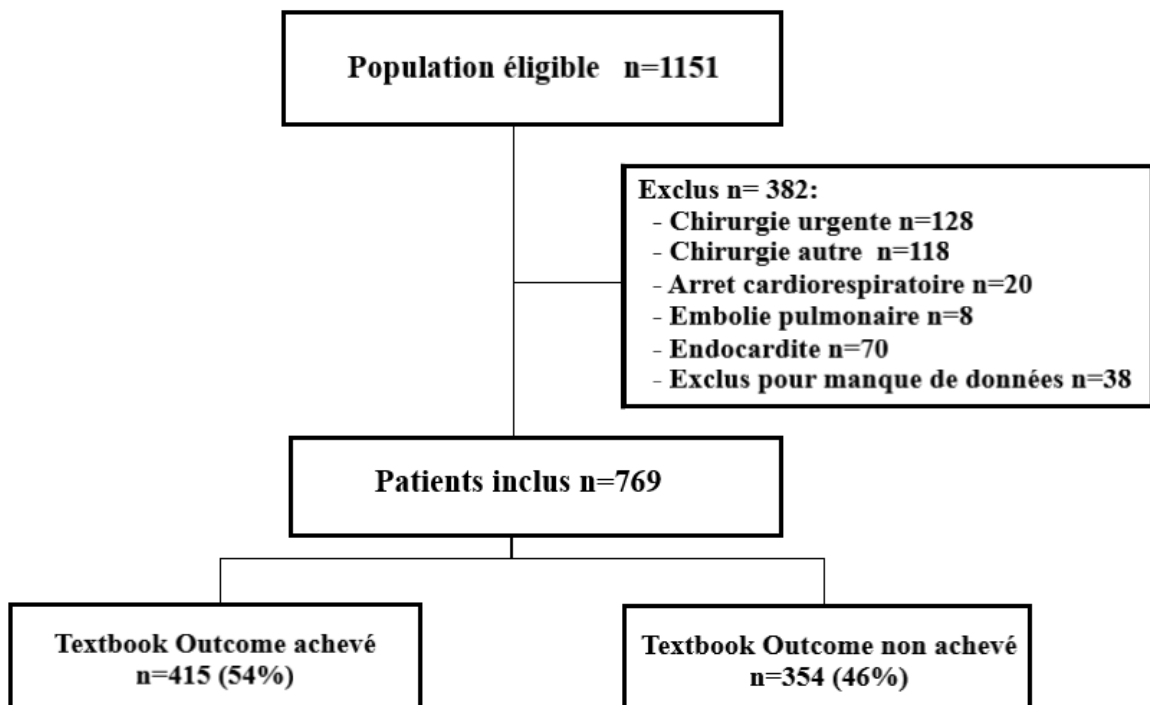 Population éligible n=1151
Exclus n= 382:
- Chirurgie urgente n=128
- Chirurgie autre n=118
- Arret cardiorespiratoire n=20
- Embolie pulmonaire n=8
- Endocardite n=70
- Exclus pour manque de données n=38
Patients inclus n=769
Textbook Outcome achevé
n=415 (54%)
Textbook Outcome non achevé
n=354 (46%)